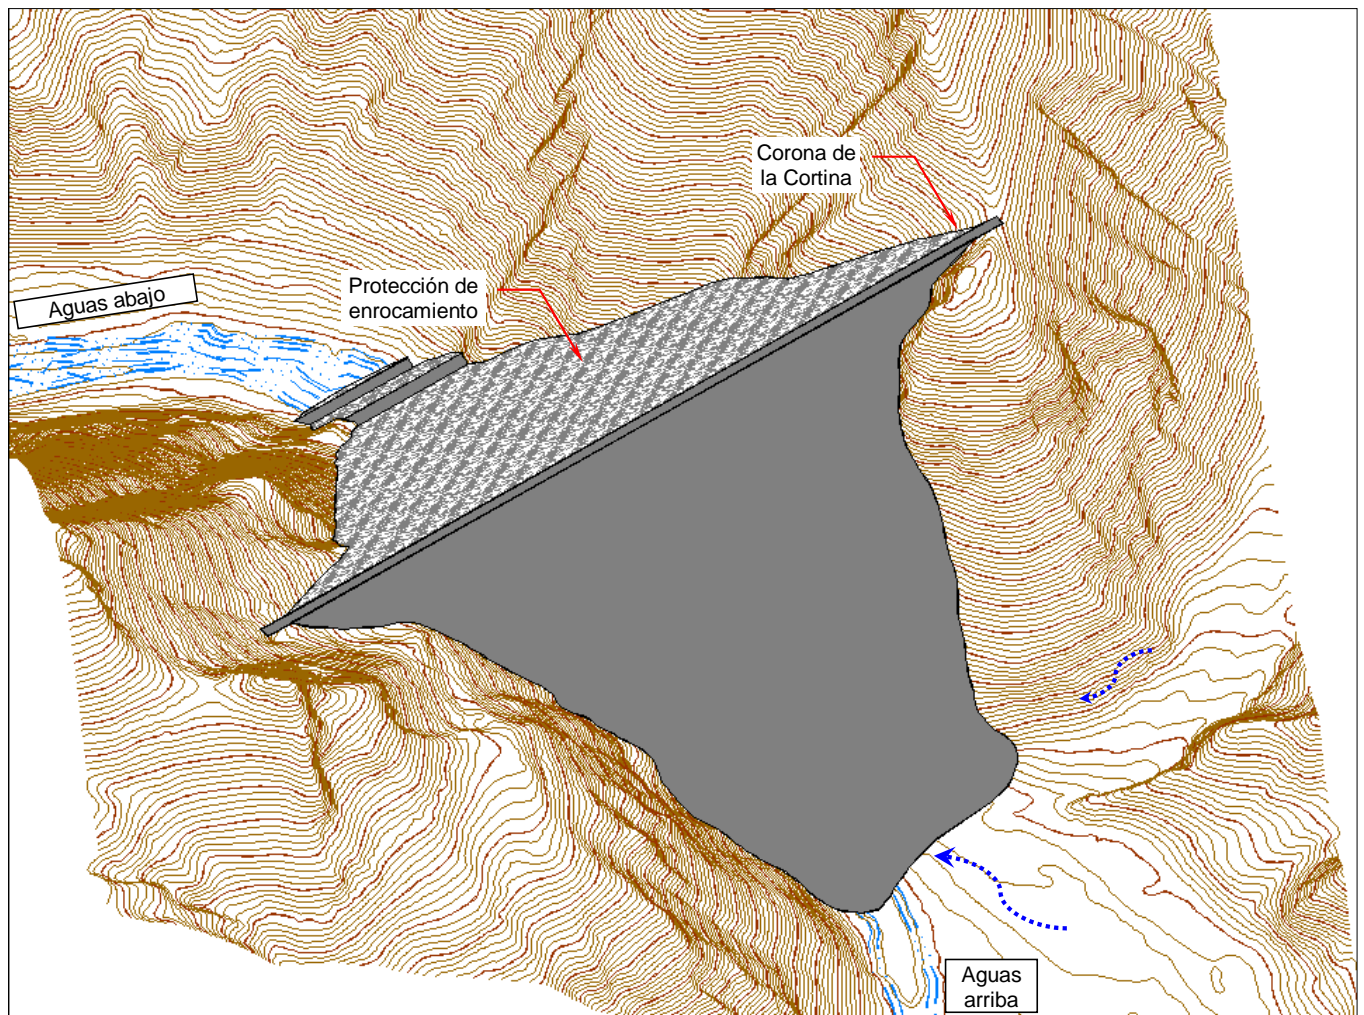 Corona de
la Cortina
Protección de
enrocamiento
Aguas abajo
Aguas
arriba